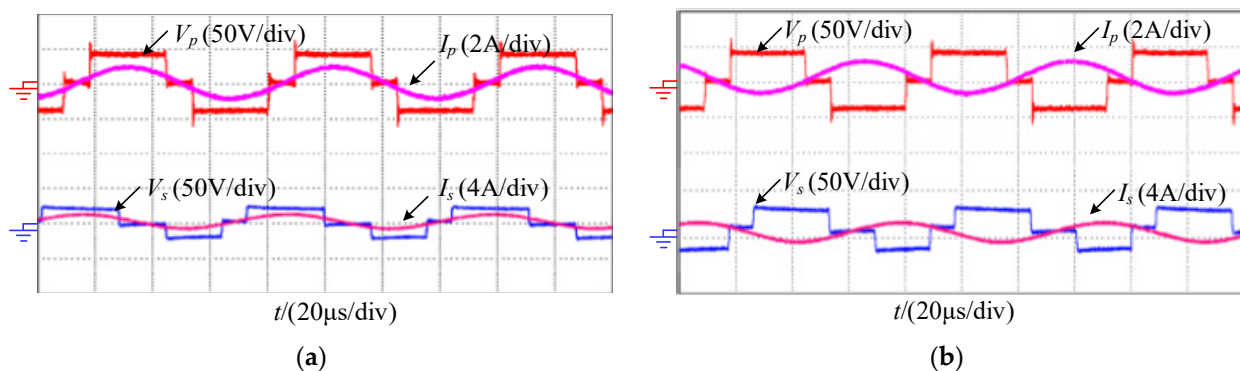 Vp (50V/div)
Ip (2A/div)
Vs (50V/div)
Is (4A/div)
t/(20μs/div)
(a)
Vp (50V/div)
Ip (2A/div)
Vs (50V/div)
Is (4A/div)
t/(20μs/div)
(b)